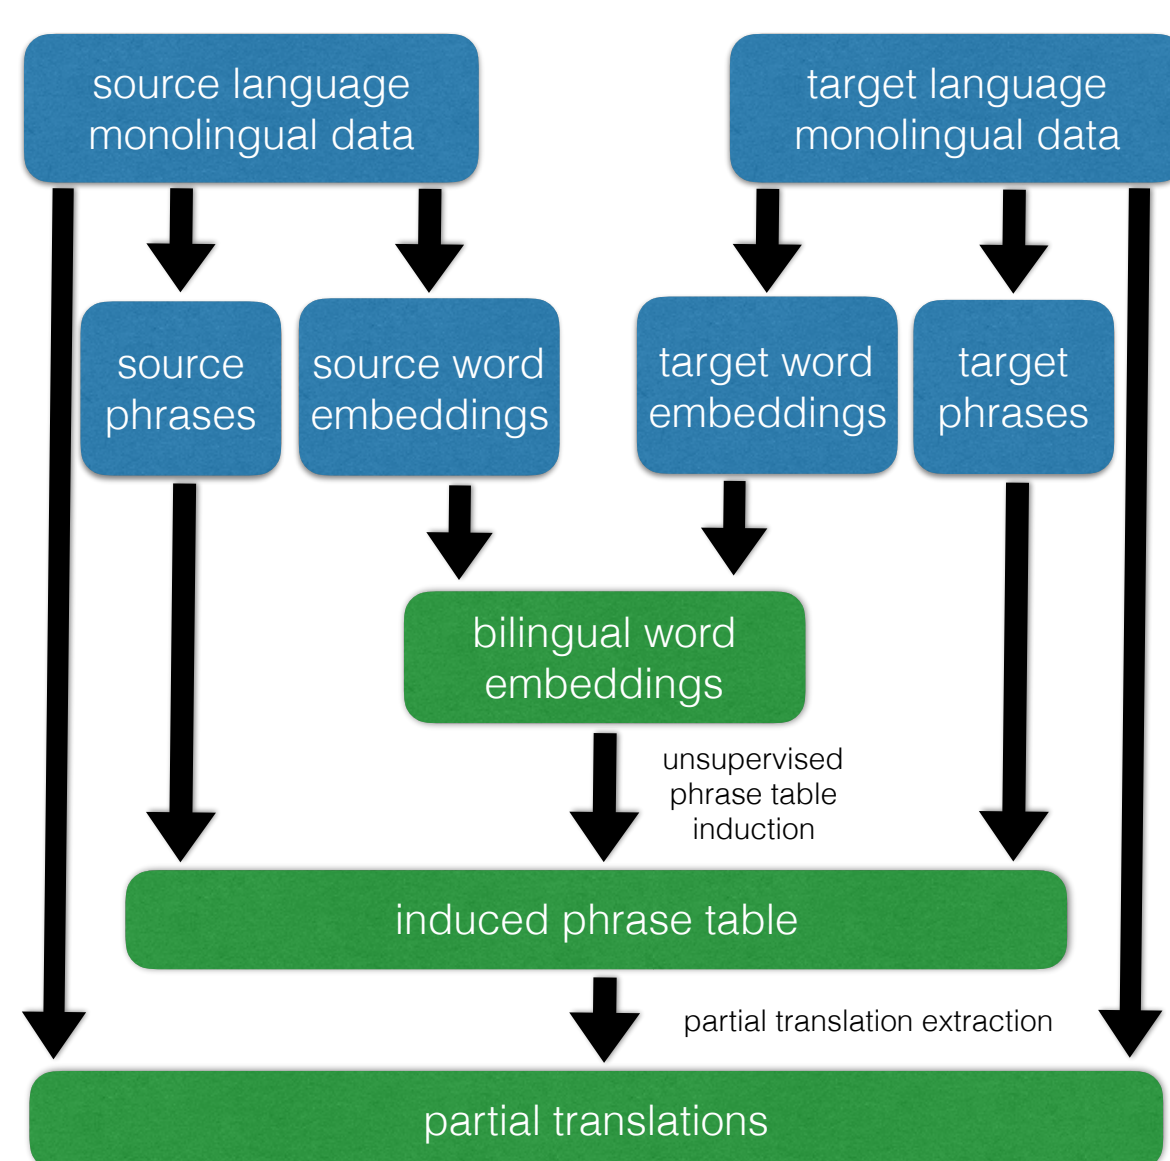 source language
monolingual data
target language
monolingual data
source
phrases
source word
embeddings
target word
embeddings
target
phrases
bilingual word
embeddings
unsupervised
phrase table
induction
induced phrase table
partial translation extraction
partial translations